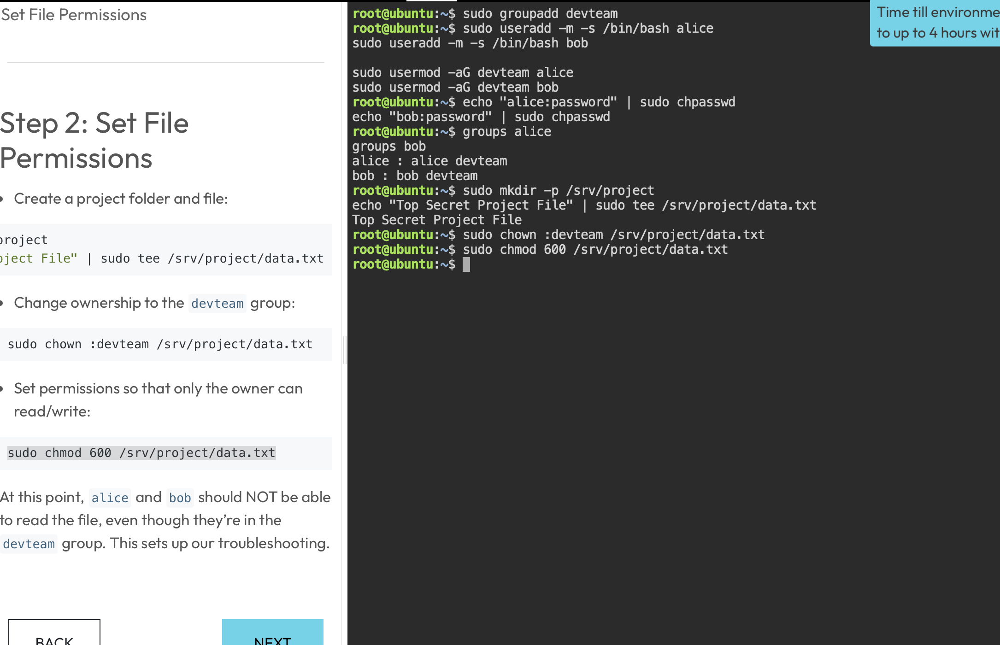 Set File Permissions
Step 2: Set File
Permissions
Create a project folder and file:
project
oject File" | sudo tee /srv/project/data.txt
Change ownership to the devteam group:
sudo chown :devteam /srv/project/data.txt
Set permissions so that only the owner can
read/write:
sudo chmod 600 /srv/project/data.txt
At this point, alice and bob should NOT be able
to read the file, even though they’re in the
devteam group. This sets up our troubleshooting.
BACK
NEXT
root@ubuntu:~$ sudo groupadd devteam
root@ubuntu:~$ sudo useradd -m -s /bin/bash alice
sudo useradd -m -s /bin/bash bob
sudo usermod -aG devteam alice
sudo usermod -aG devteam bob
root@ubuntu:~$ echo "alice:password" | sudo chpasswd
echo "bob:password" | sudo chpasswd
root@ubuntu:~$ groups alice
groups bob
alice : alice devteam
bob : bob devteam
root@ubuntu:~$ sudo mkdir -p /srv/project
echo "Top Secret Project File" | sudo tee /srv/project/data.txt
Top Secret Project File
root@ubuntu:~$ sudo chown :devteam /srv/project/data.txt
root@ubuntu:~$ sudo chmod 600 /srv/project/data.txt
root@ubuntu:~$
Time till environme
to up to 4 hours wit